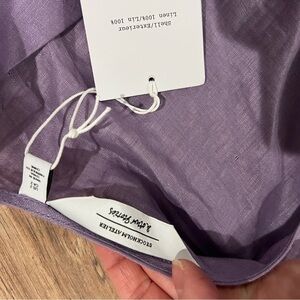 Shell/Exterieur
Linen 100%/Lin 100%
& Other Stories
STOCKHOLM ATELIER